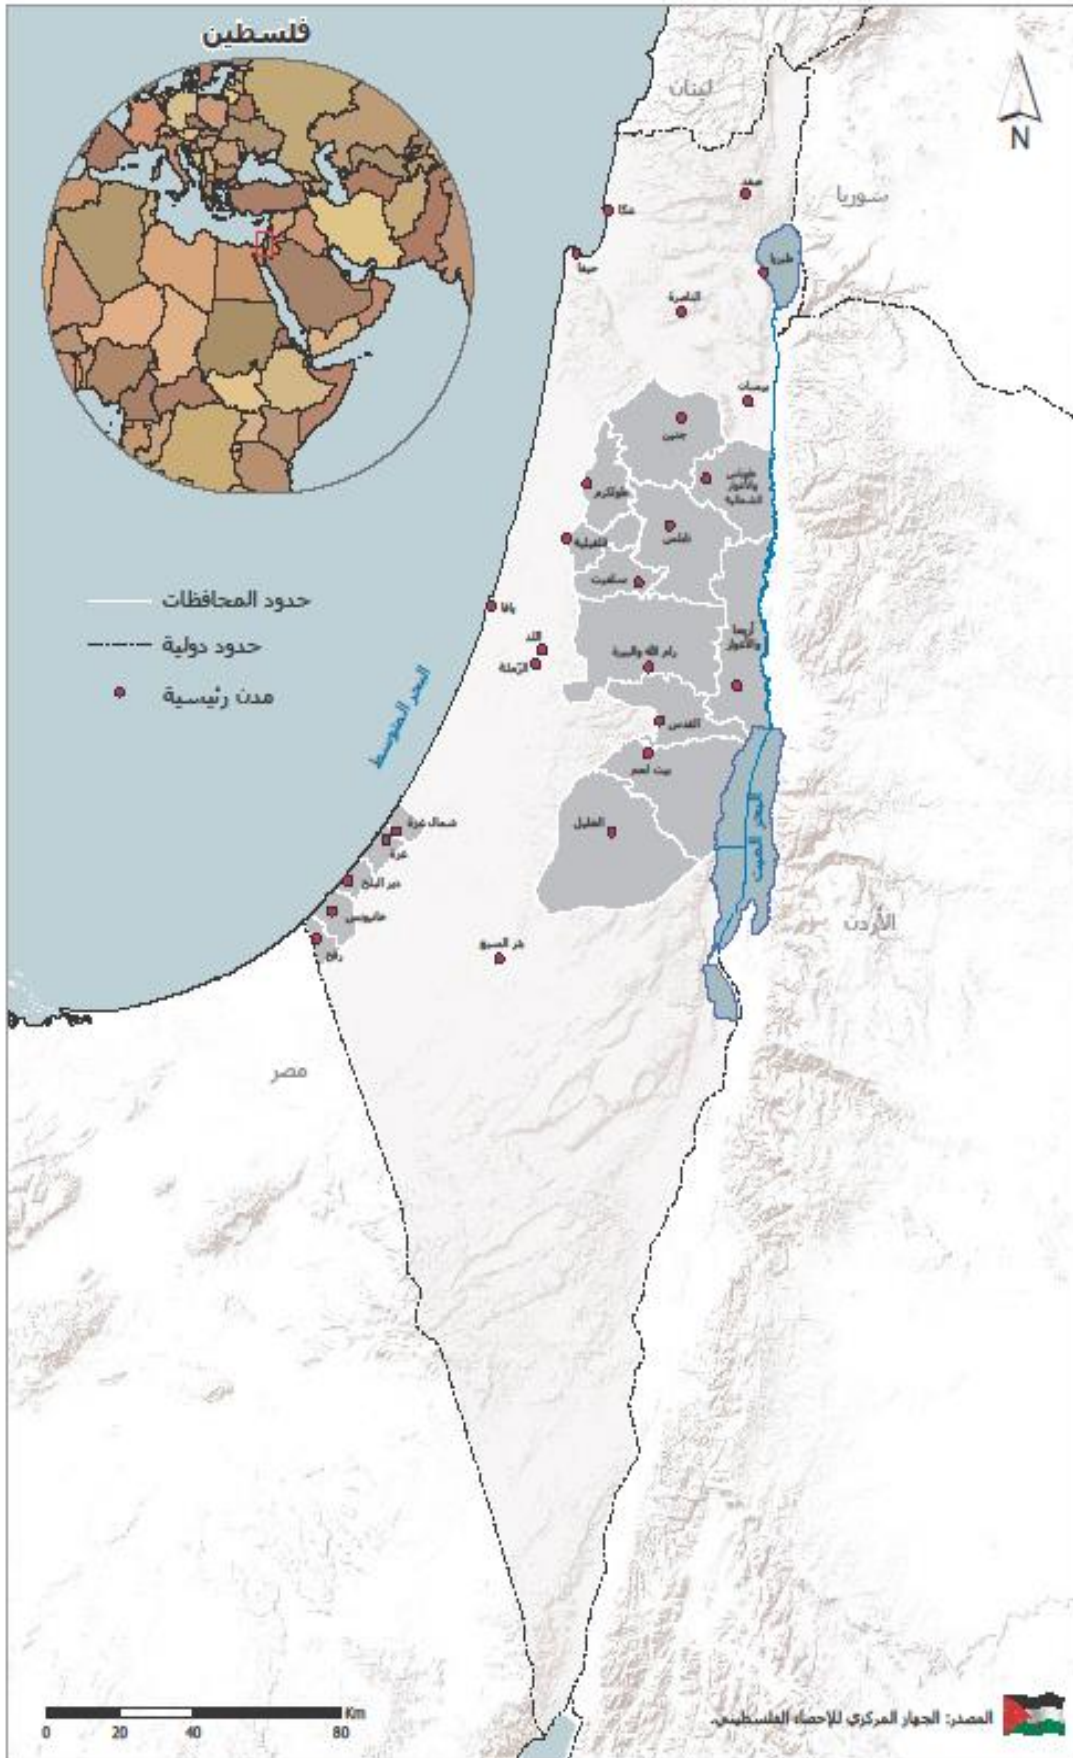 فلسطين
لبنان
N
سوريا
صفد
عكا
حيفا
طبريا
الناصرة
بيسان
جنين
طوباس
والأغوار
الشمالية
طولكرم
نابلس
قلقيلية
سلفيت
حدود المحافظات
حدود دولية
مدن رئيسية
يافا
اللد
الرملة
أريحا
والأغوار
رام الله والبيرة
القدس
بيت لحم
البحر المتوسط
البحر الميت
الخليل
شمال غزة
غزة
دير البلح
خانيونس
رفح
بئر السبع
الأردن
مصر
Km
0 20 40 80
المصدر: الجهاز المركزي للإحصاء الفلسطيني.